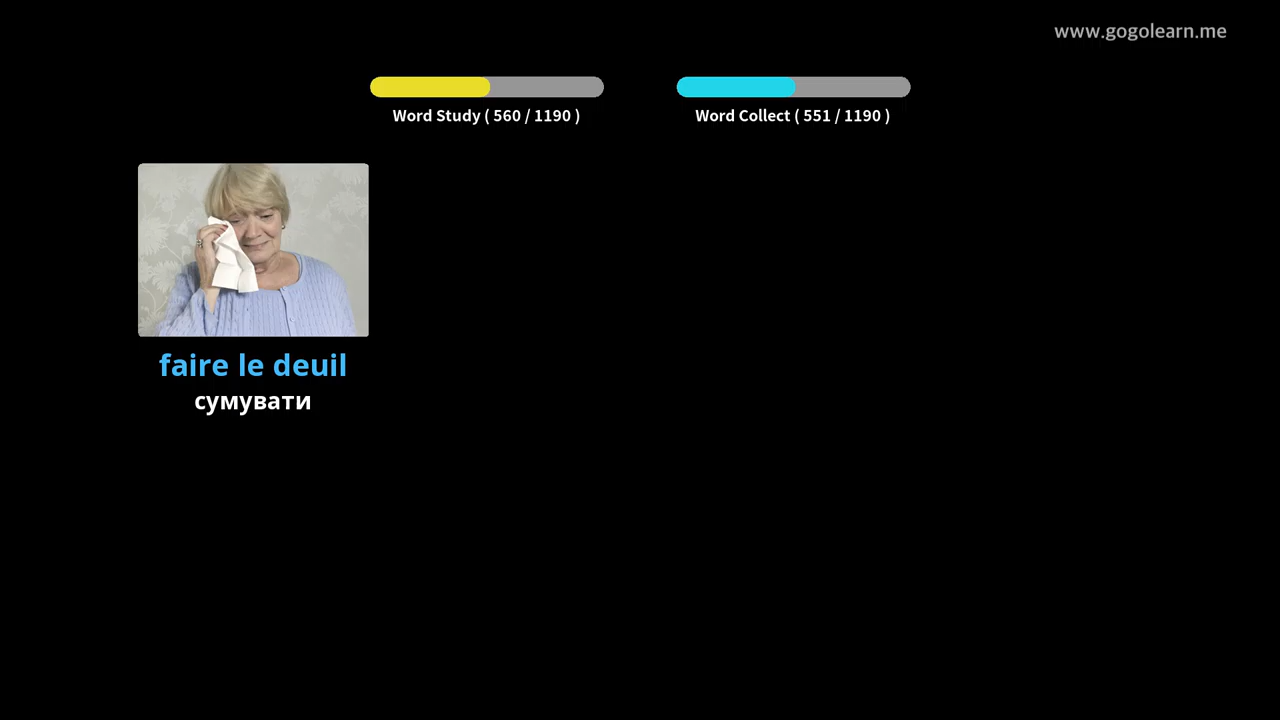 www.gogolearn.me
Word Study ( 560 / 1190 )
Word Collect ( 551 / 1190 )
faire le deuil
сумувати